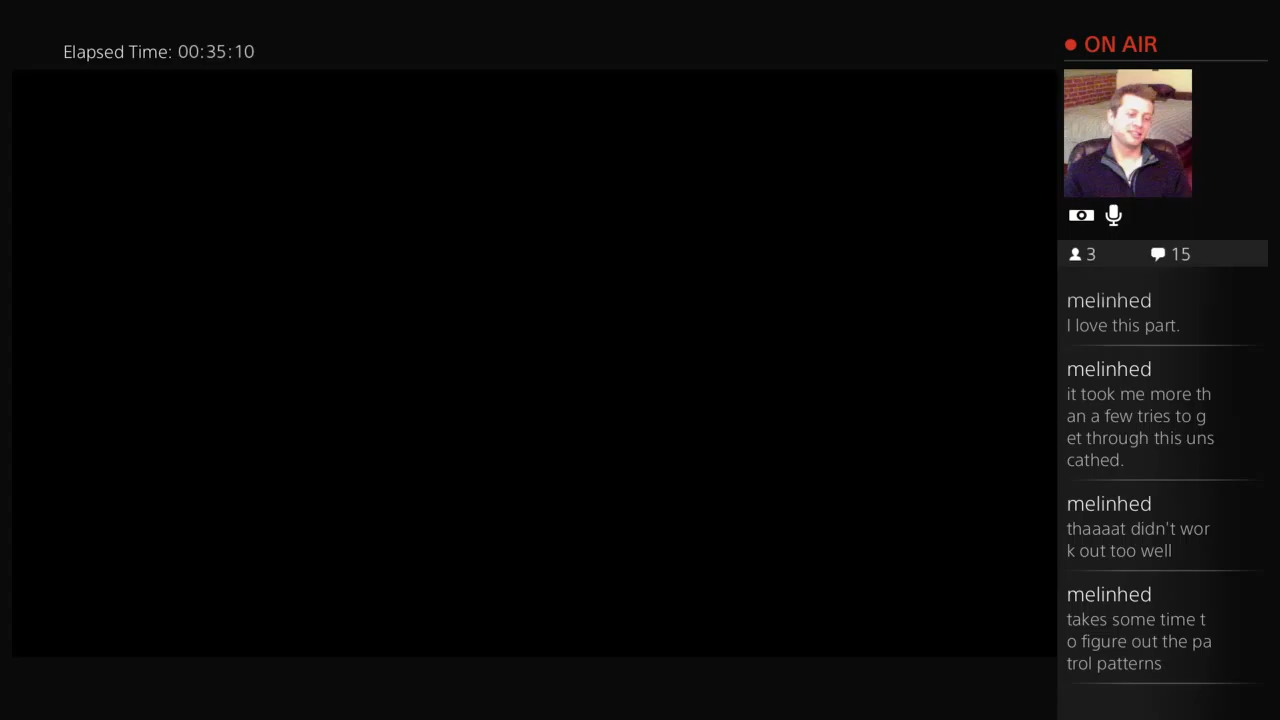 Elapsed Time: 00:35:10
ON AIR
3
15
melinhed
I love this part.
melinhed
it took me more th
an a few tries to g
et through this uns
cathed.
melinhed
thaaaat didn't wor
k out too well
melinhed
takes some time t
o figure out the pa
trol patterns